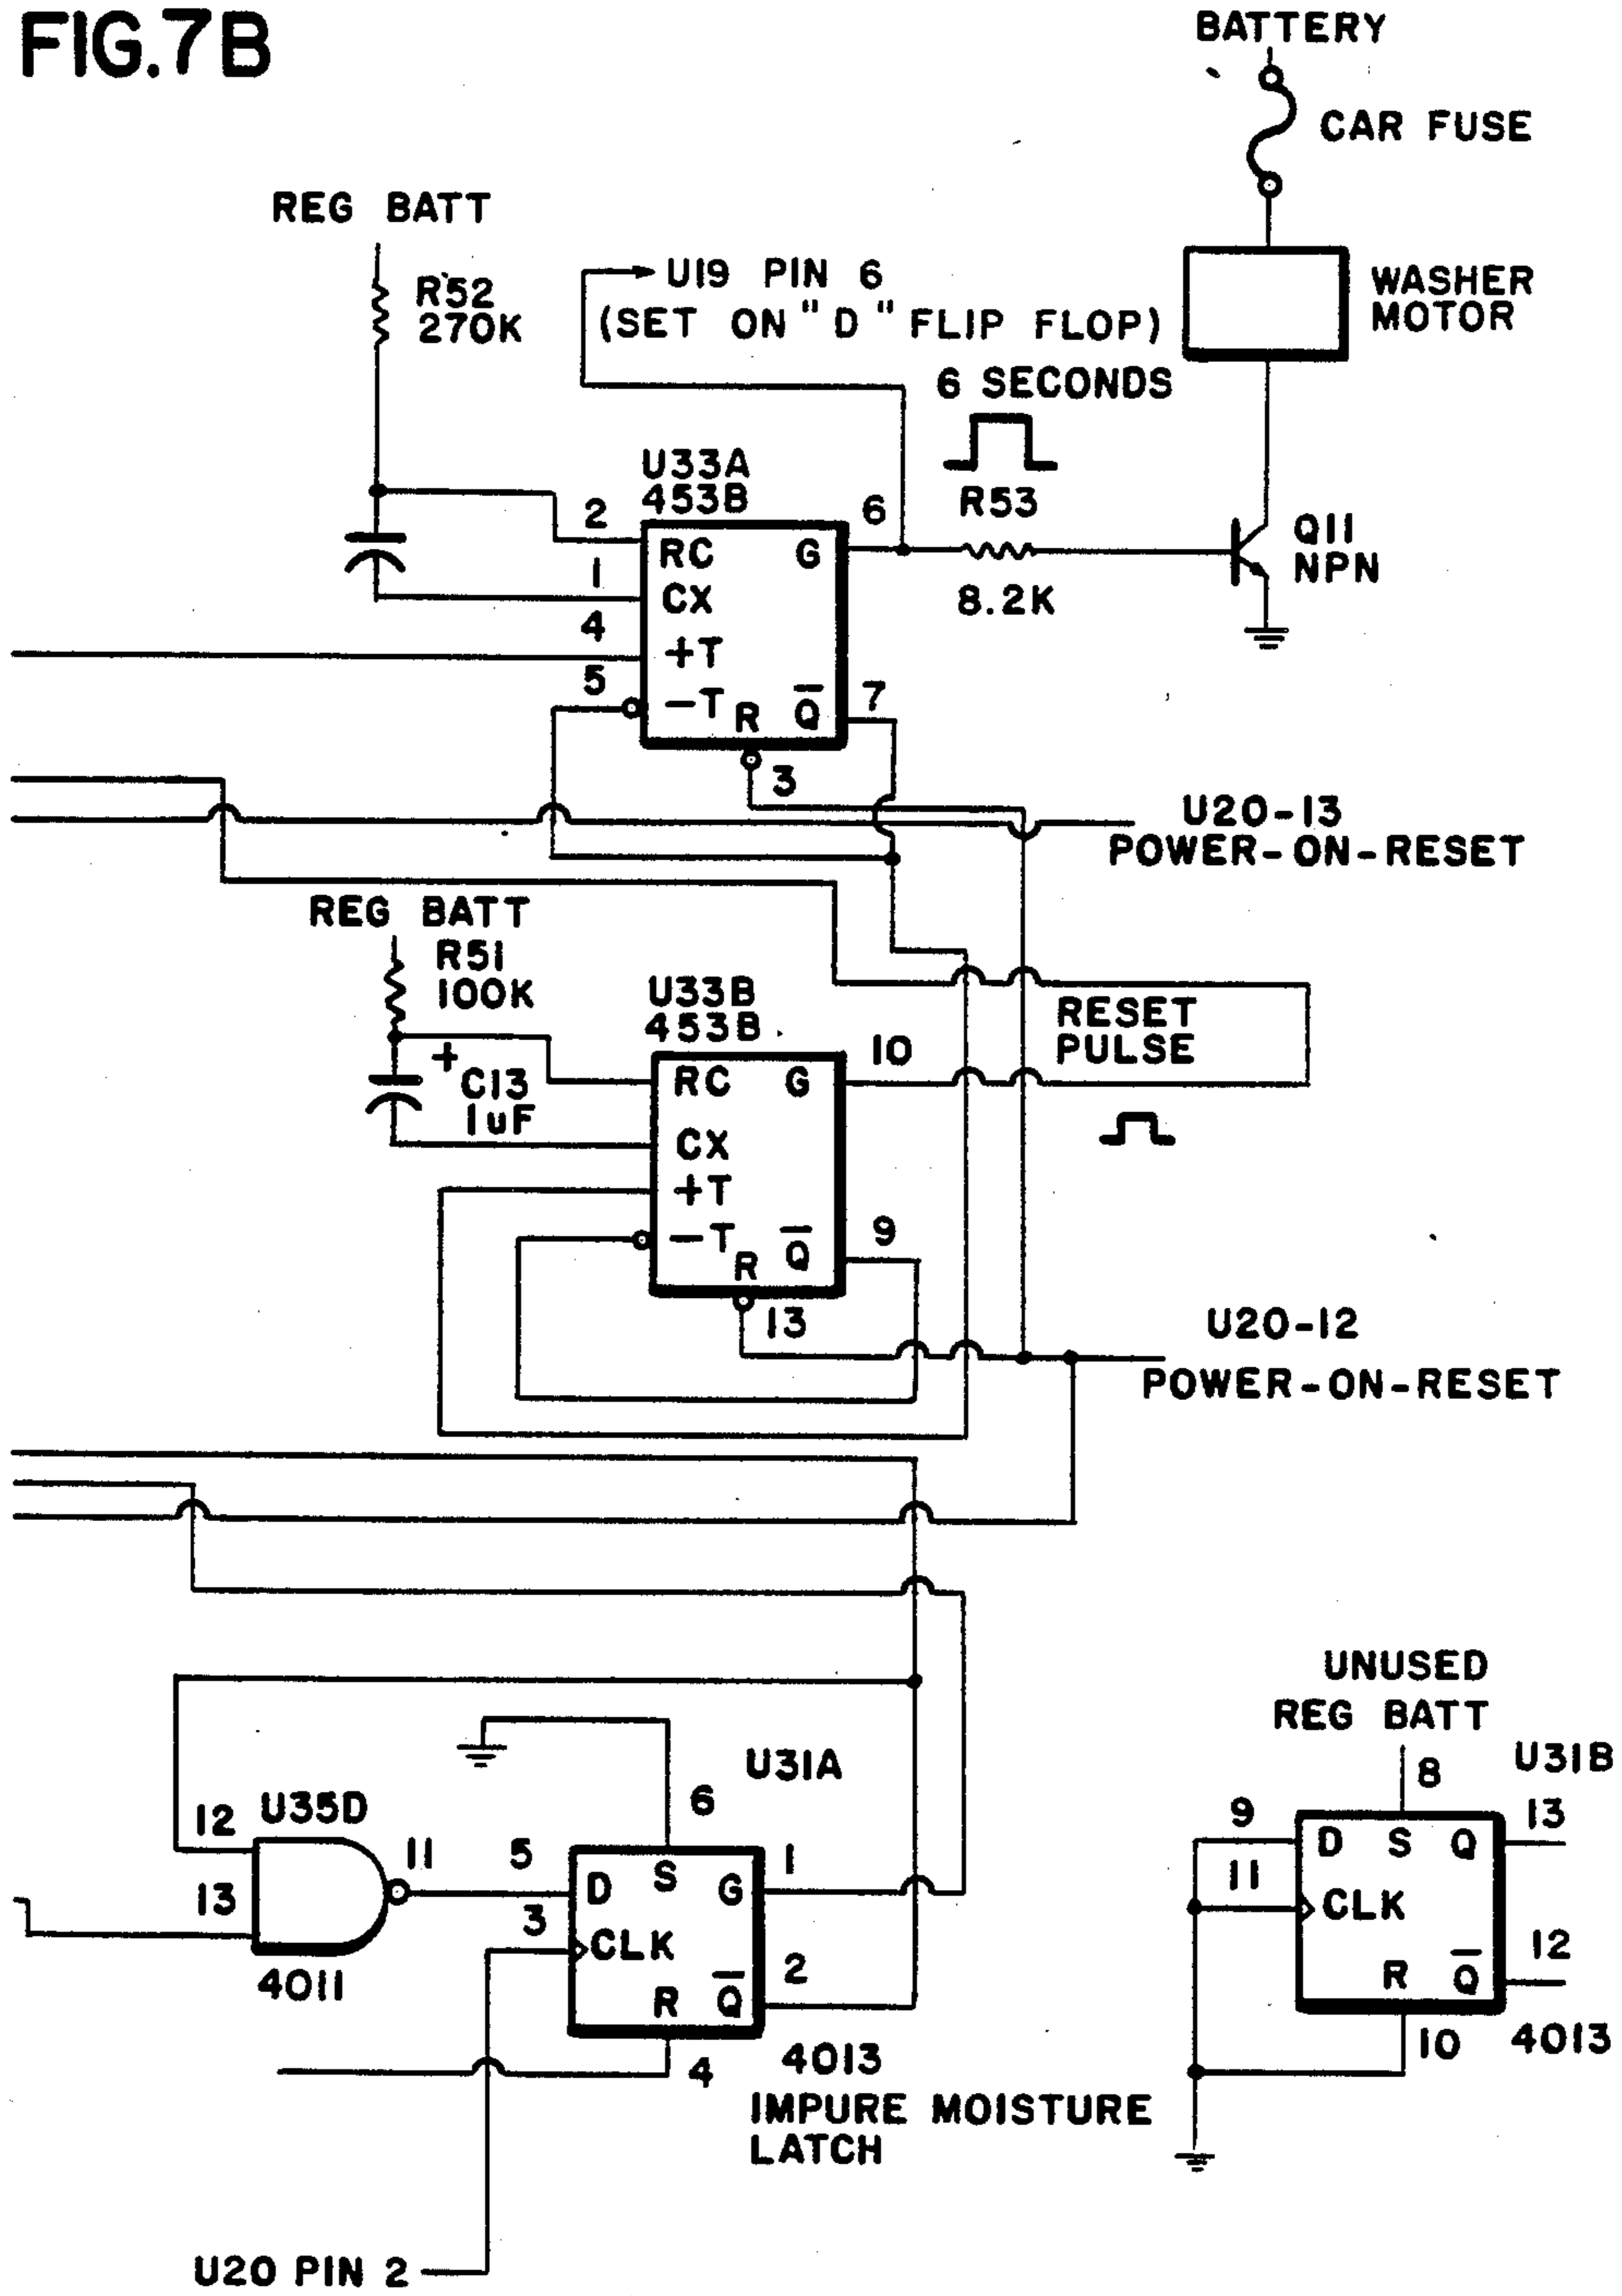 FIG.7B
BATTERY
CAR FUSE
REG BATT
R52
270K
U19 PIN 6
(SET ON "D" FLIP FLOP)
WASHER
MOTOR
6 SECONDS
U33A
453B
2
1
4
5
RC
CX
+T
-T
R
G
Q̅
6
7
3
R53
8.2K
Q11
NPN
U20-13
POWER-ON-RESET
REG BATT
R51
100K
+
C13
1uF
U33B
453B
RC
CX
+T
-T
R
G
Q̅
10
9
13
RESET
PULSE
U20-12
POWER-ON-RESET
UNUSED
REG BATT
U31A
6
U35D
12
13
11
4011
5
3
D
S
G
CLK
R
Q̅
1
2
4
4013
IMPURE MOISTURE
LATCH
U31B
8
9
11
D
S
Q
CLK
R
Q̅
13
12
10
4013
U20 PIN 2